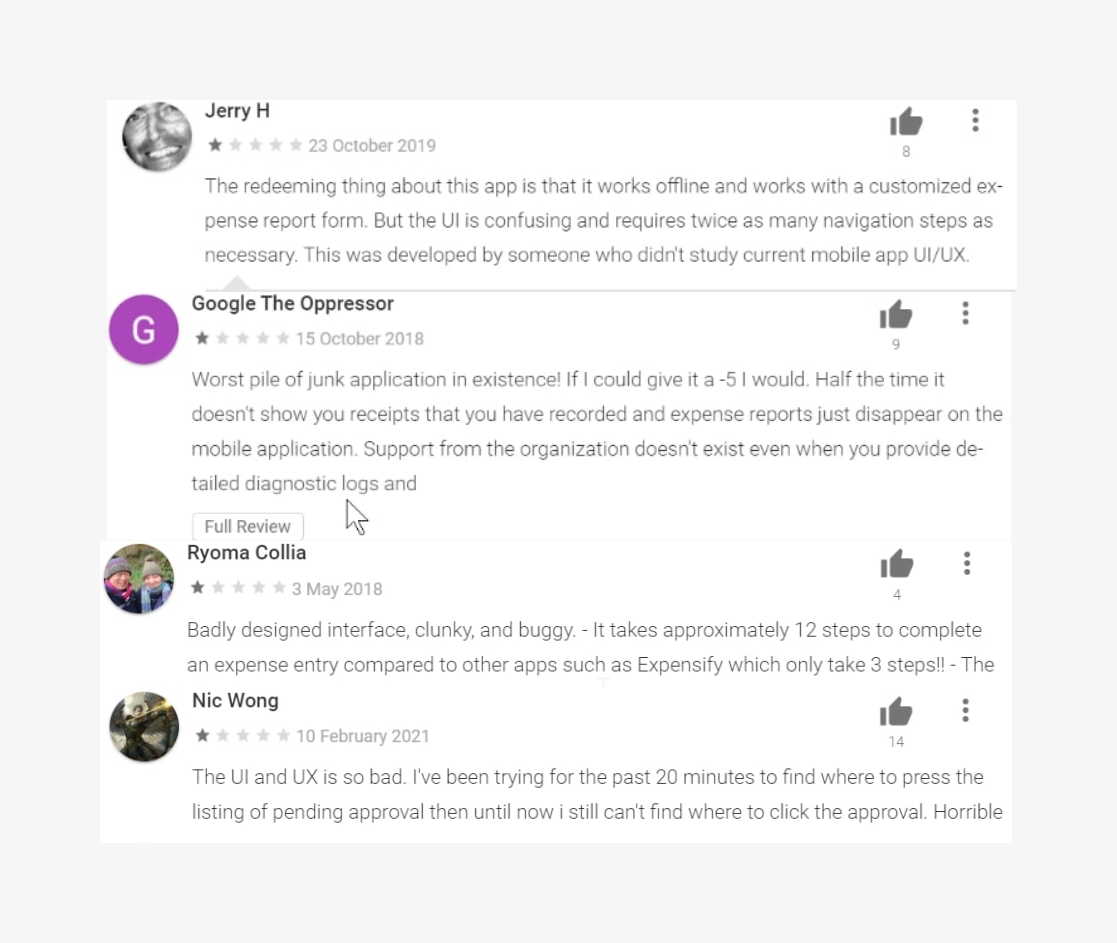 Jerry H
23 October 2019
8
The redeeming thing about this app is that it works offline and works with a customized ex-
pense report form. But the UI is confusing and requires twice as many navigation steps as
necessary. This was developed by someone who didn't study current mobile app UI/UX.
G
Google The Oppressor
15 October 2018
9
Worst pile of junk application in existence! If I could give it a -5 I would. Half the time it
doesn't show you receipts that you have recorded and expense reports just disappear on the
mobile application. Support from the organization doesn't exist even when you provide de-
tailed diagnostic logs and
Full Review
Ryoma Collia
3 May 2018
4
Badly designed interface, clunky, and buggy. - It takes approximately 12 steps to complete
an expense entry compared to other apps such as Expensify which only take 3 steps!! - The
Nic Wong
10 February 2021
14
The UI and UX is so bad. I've been trying for the past 20 minutes to find where to press the
listing of pending approval then until now i still can't find where to click the approval. Horrible